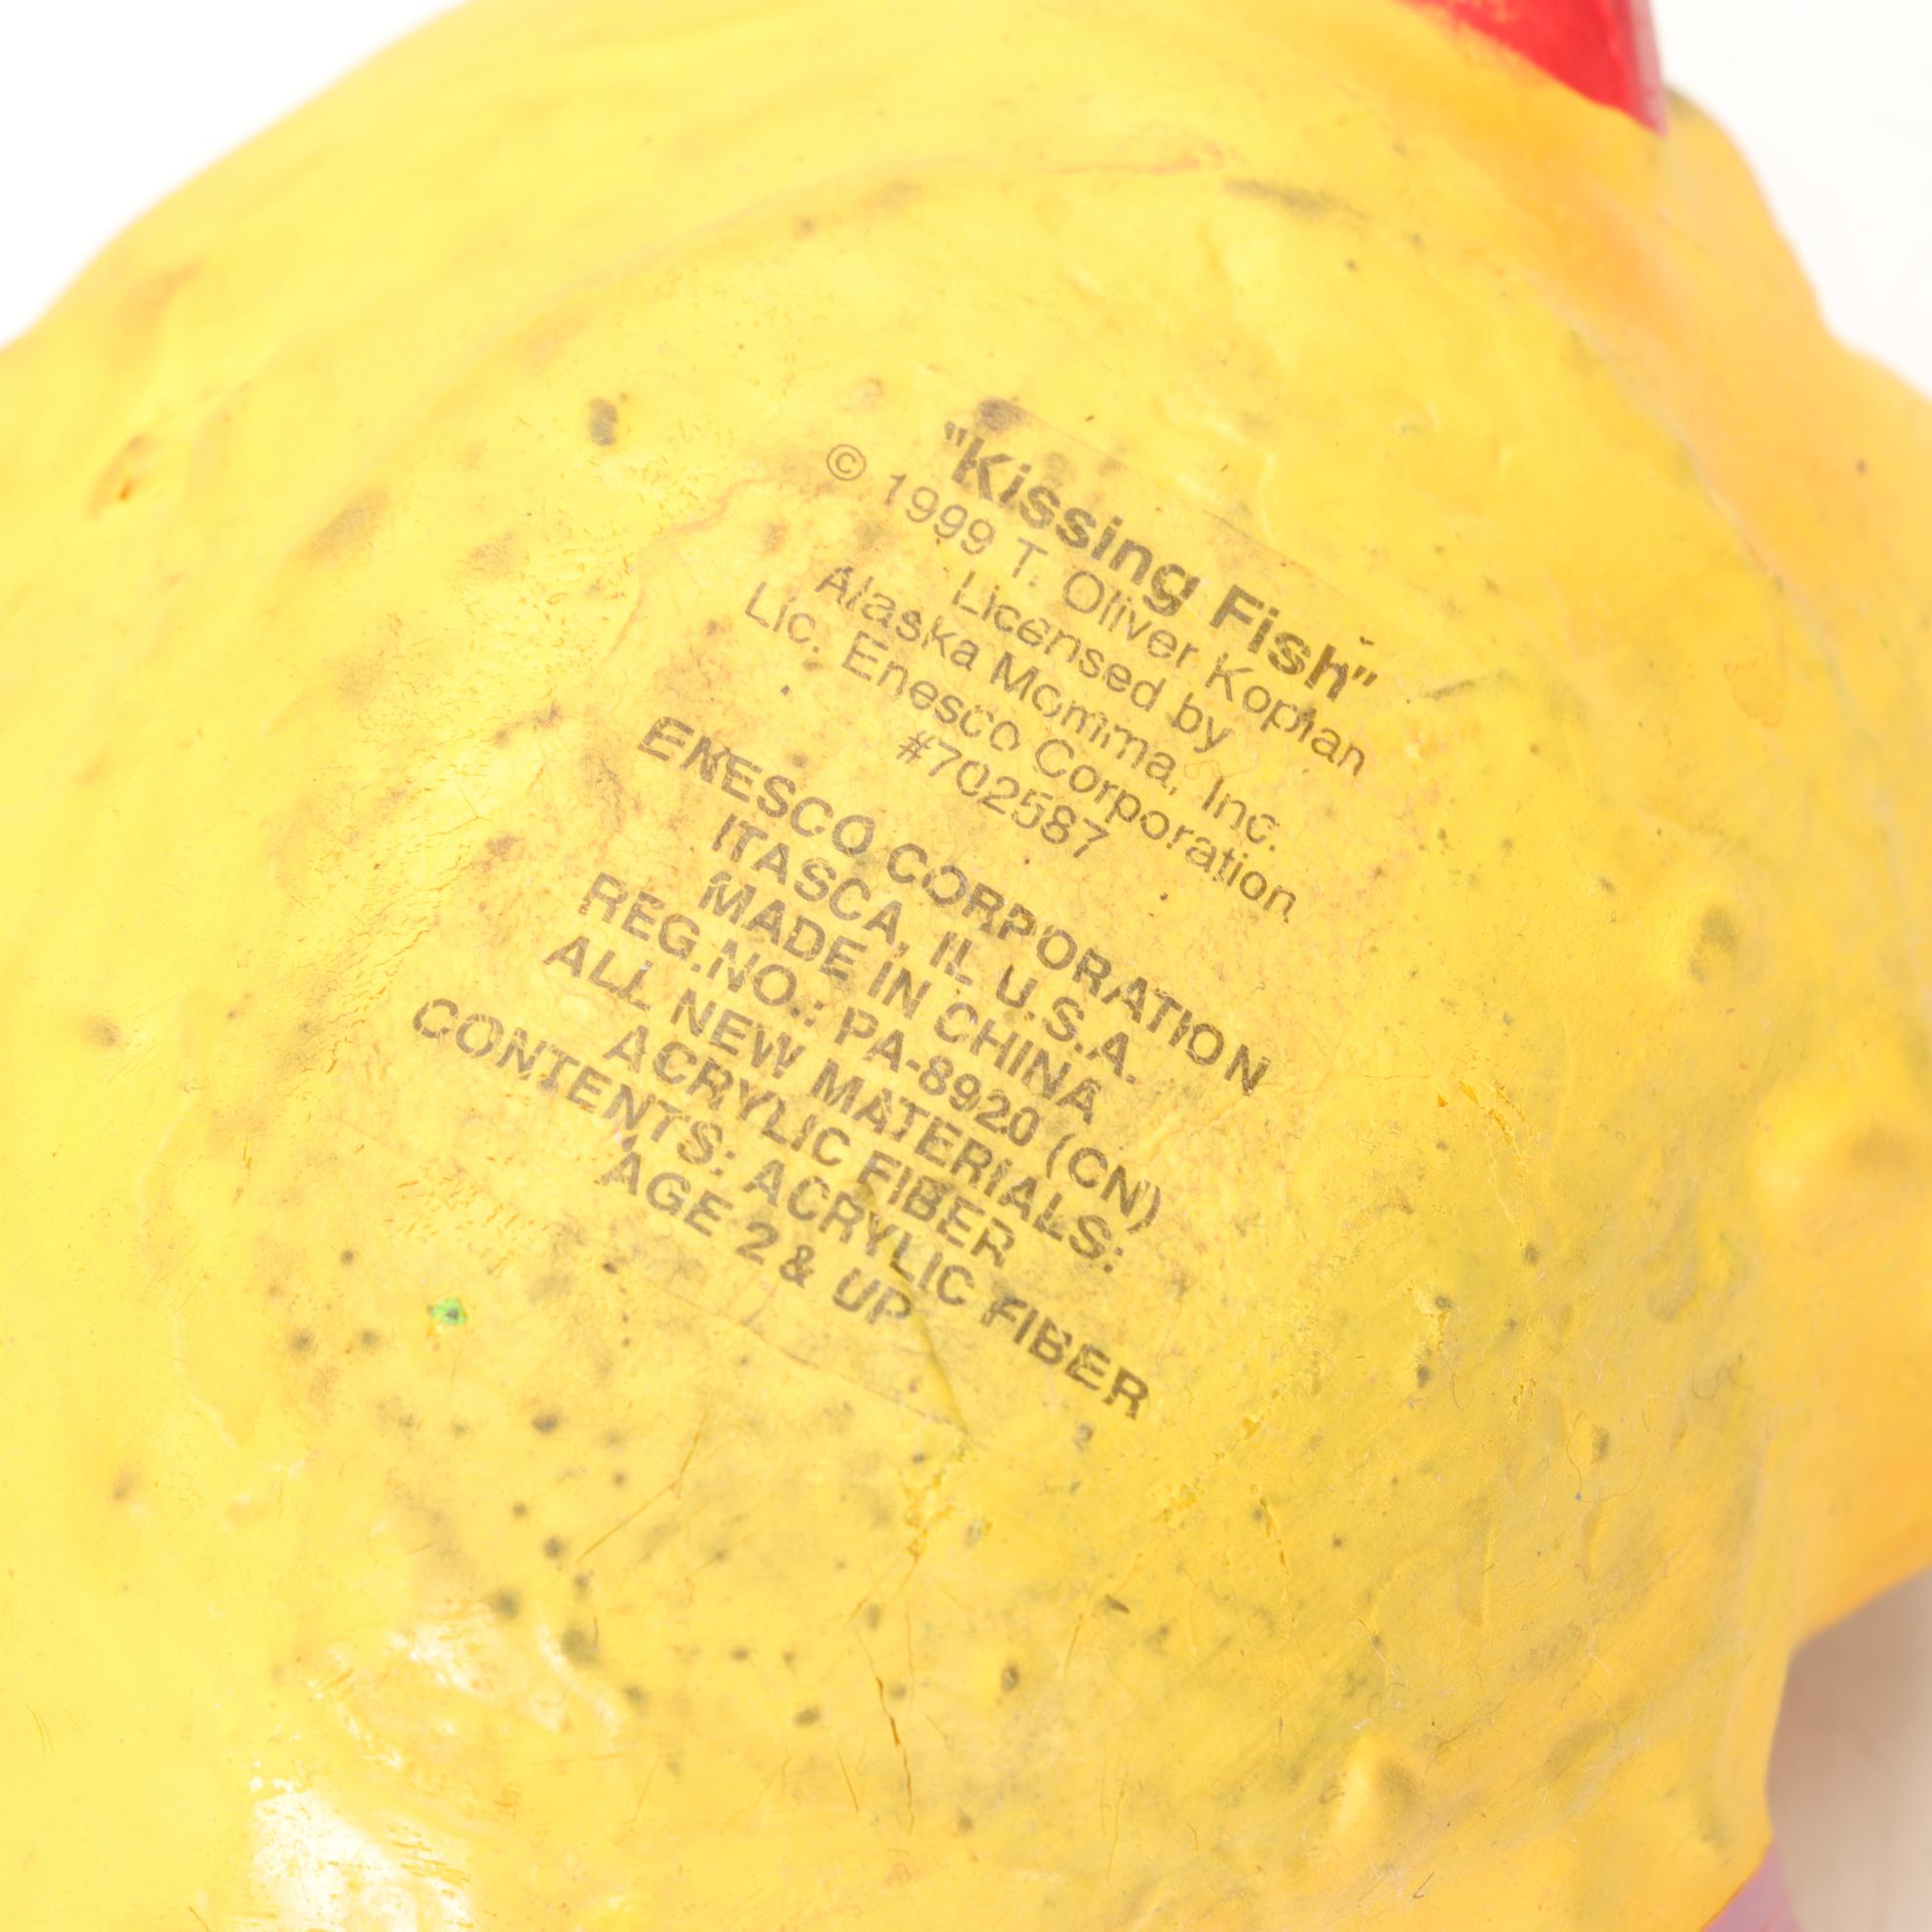 "Kissing Fish"
© 1999 T. Oliver Kopian
Licensed by
Alaska Momma, Inc.
Lic. Enesco Corporation
#702587
ENESCO CORPORATION
ITASCA, IL U.S.A.
MADE IN CHINA
REG.NO.: PA-8920 (CN)
ALL NEW MATERIALS:
ACRYLIC FIBER
CONTENTS: ACRYLIC FIBER
AGE 2 & UP